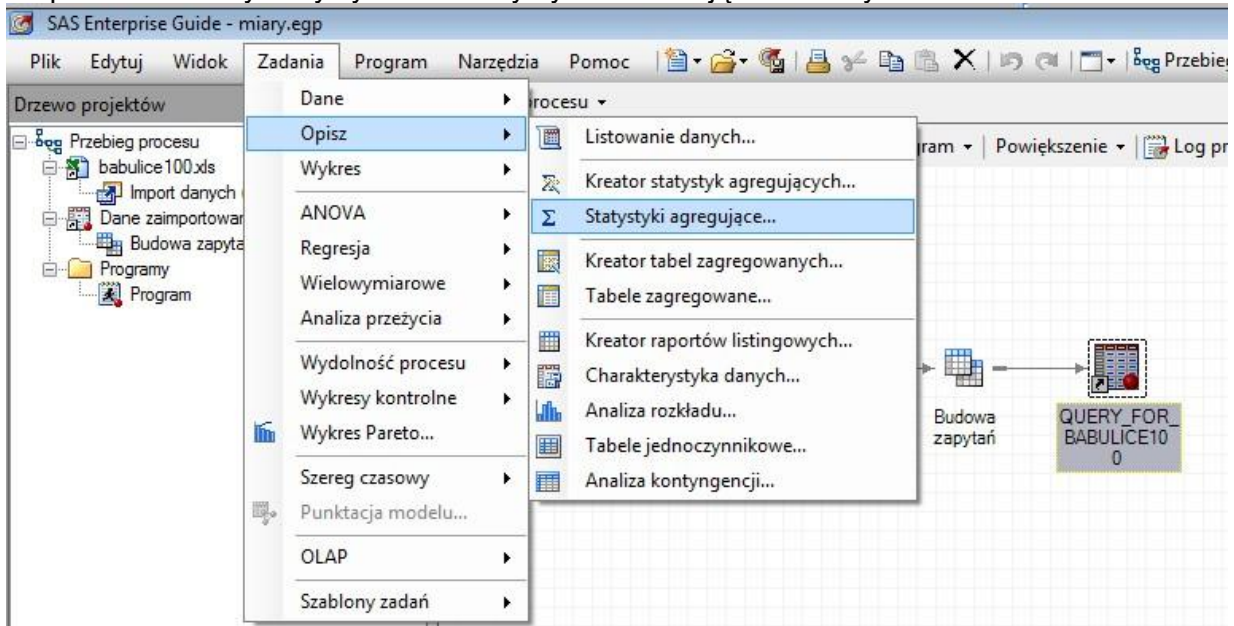 SAS Enterprise Guide - miary.egp
Plik Edytuj Widok Zadania Program Narzędzia Pomoc
Drzewo projektów
Przebieg procesu
babulice100.xls
Import danych
Dane zaimportowar
Budowa zapyta
Programy
Program
Dane
Opisz
Wykres
ANOVA
Regresja
Wielowymiarowe
Analiza przeżycia
Wydolność procesu
Wykresy kontrolne
Wykres Pareto...
Szereg czasowy
Punktacja modelu...
OLAP
Szablony zadań
Listowanie danych...
Kreator statystyk agregujących...
Statystyki agregujące...
Kreator tabel zagregowanych...
Tabele zagregowane...
Kreator raportów listingowych...
Charakterystyka danych...
Analiza rozkładu...
Tabele jednoczynnikowe...
Analiza kontyngencji...
Przebieg
rocesu
gram
Powiększenie
Log pr
Budowa
zapytań
QUERY_FOR_
BABULICE10
0